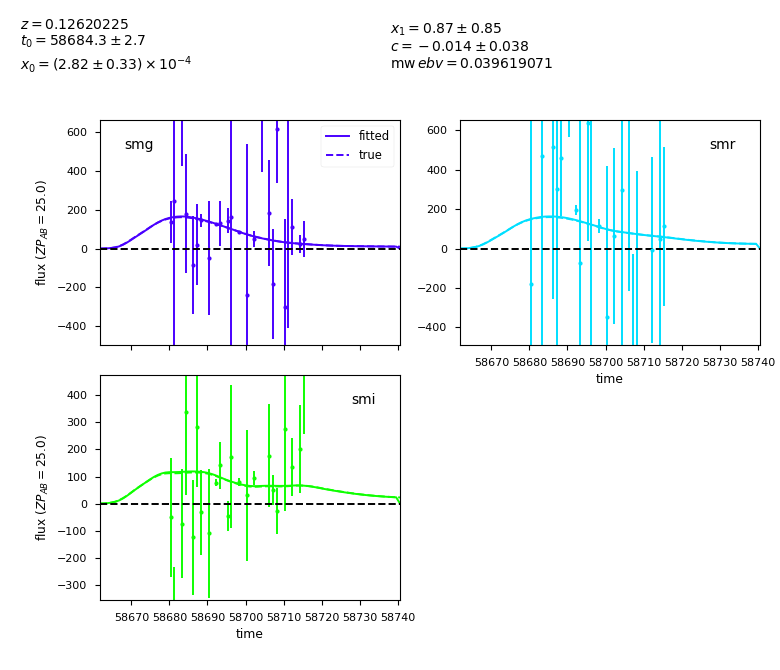 z = 0.12620225
t₀ = 58684.3 ± 2.7
x₀ = (2.82 ± 0.33) × 10⁻⁴
x₁ = 0.87 ± 0.85
c = −0.014 ± 0.038
mw ebv = 0.039619071
smg
fitted
true
600
400
200
0
−200
−400
flux (ZP_AB = 25.0)
smr
600
400
200
0
−200
−400
58670 58680 58690 58700 58710 58720 58730 58740
time
smi
400
300
200
100
0
−100
−200
−300
flux (ZP_AB = 25.0)
58670 58680 58690 58700 58710 58720 58730 58740
time